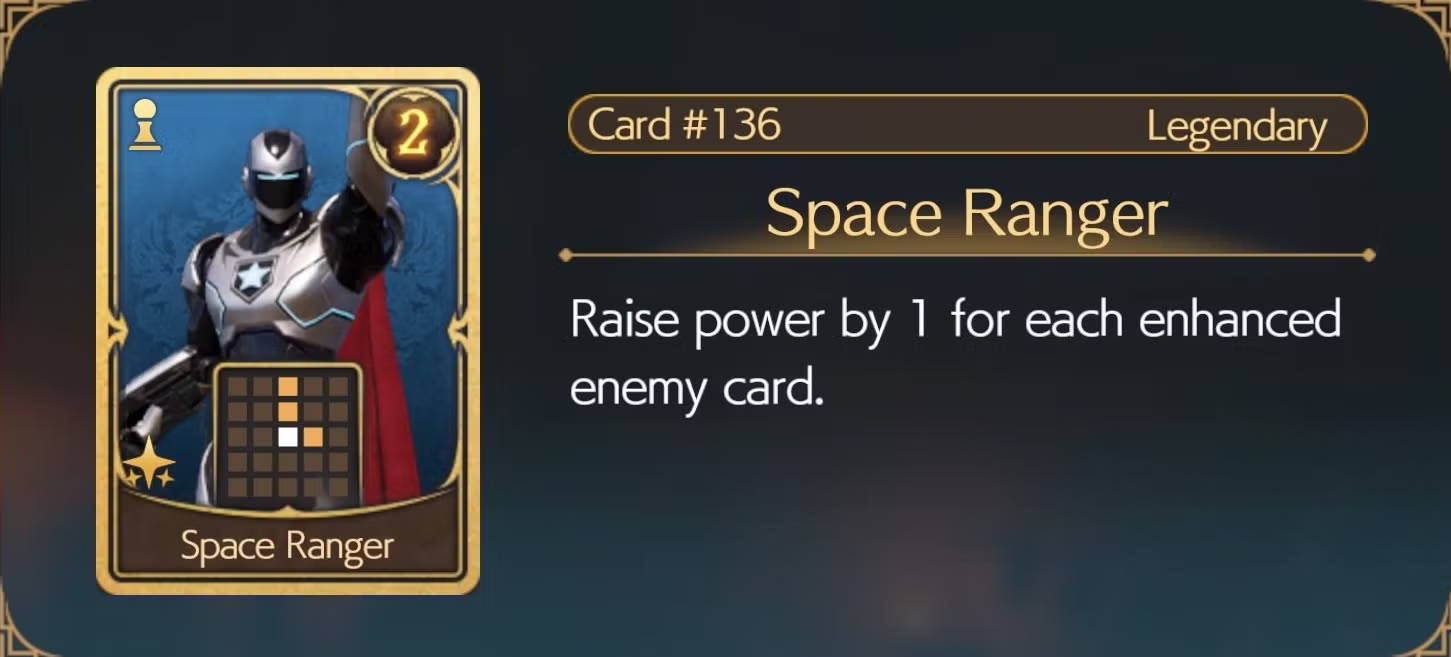 2
Space Ranger
Card #136 Legendary
Space Ranger
Raise power by 1 for each enhanced
enemy card.